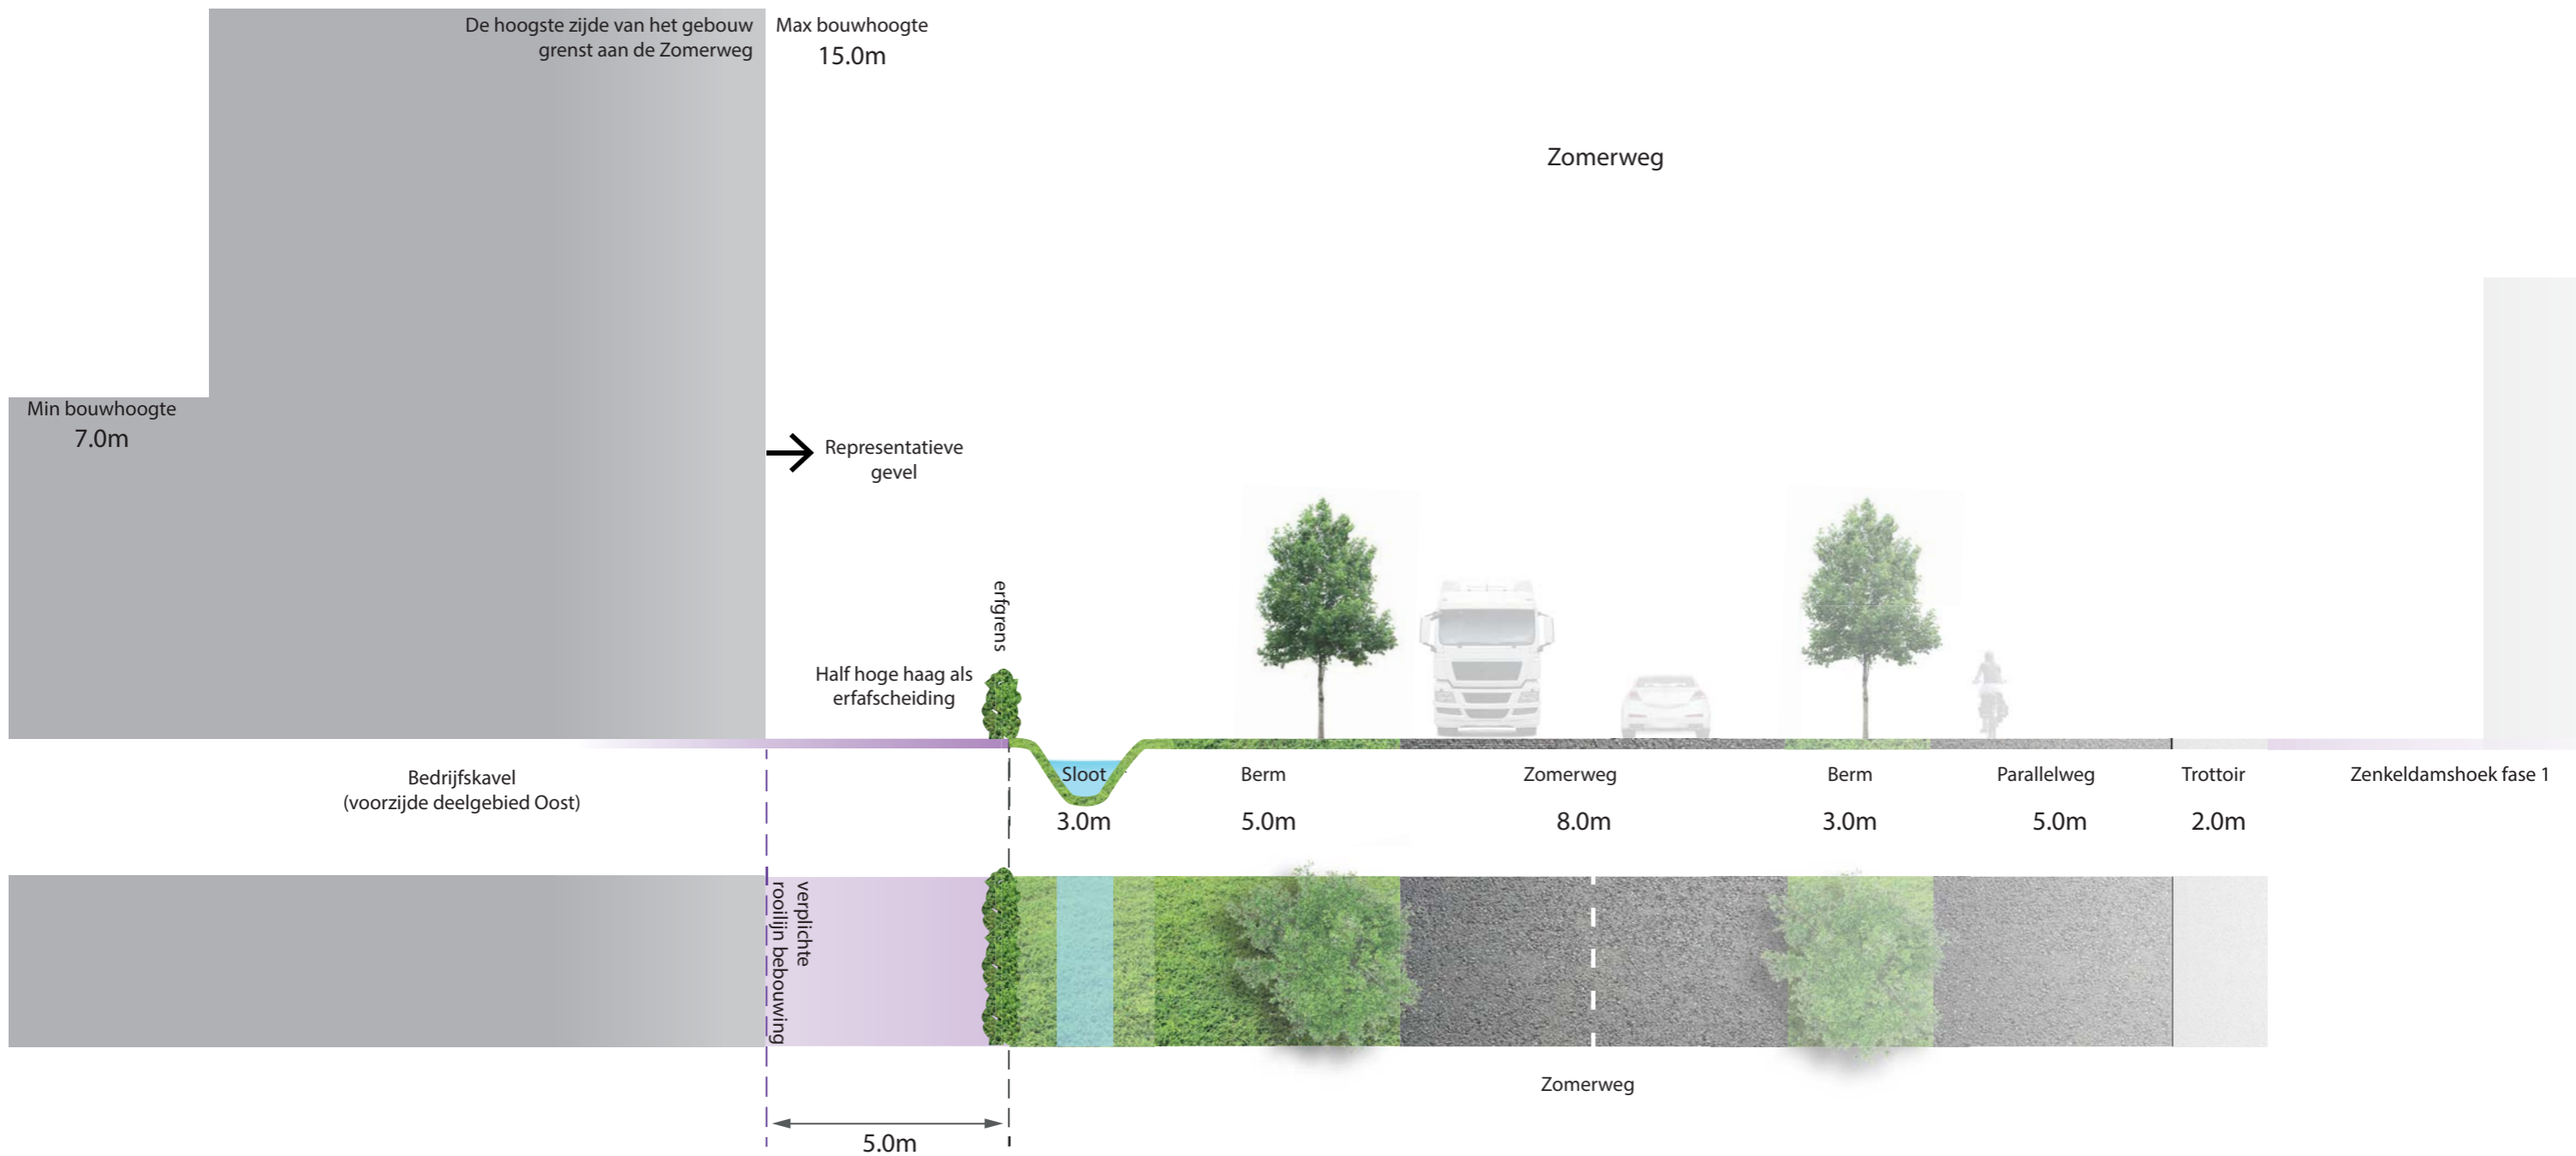 De hoogste zijde van het gebouw
grenst aan de Zomerweg
Max bouwhoogte
15.0m
Zomerweg
Min bouwhoogte
7.0m
Representatieve
gevel
erfgrens
Half hoge haag als
erfafscheiding
Bedrijfskavel
(voorzijde deelgebied Oost)
Sloot
3.0m
Berm
5.0m
Zomerweg
8.0m
Berm
3.0m
Parallelweg
5.0m
Trottoir
2.0m
Zenkeldamshoek fase 1
verplichte
rooilijn bebouwing
Zomerweg
5.0m